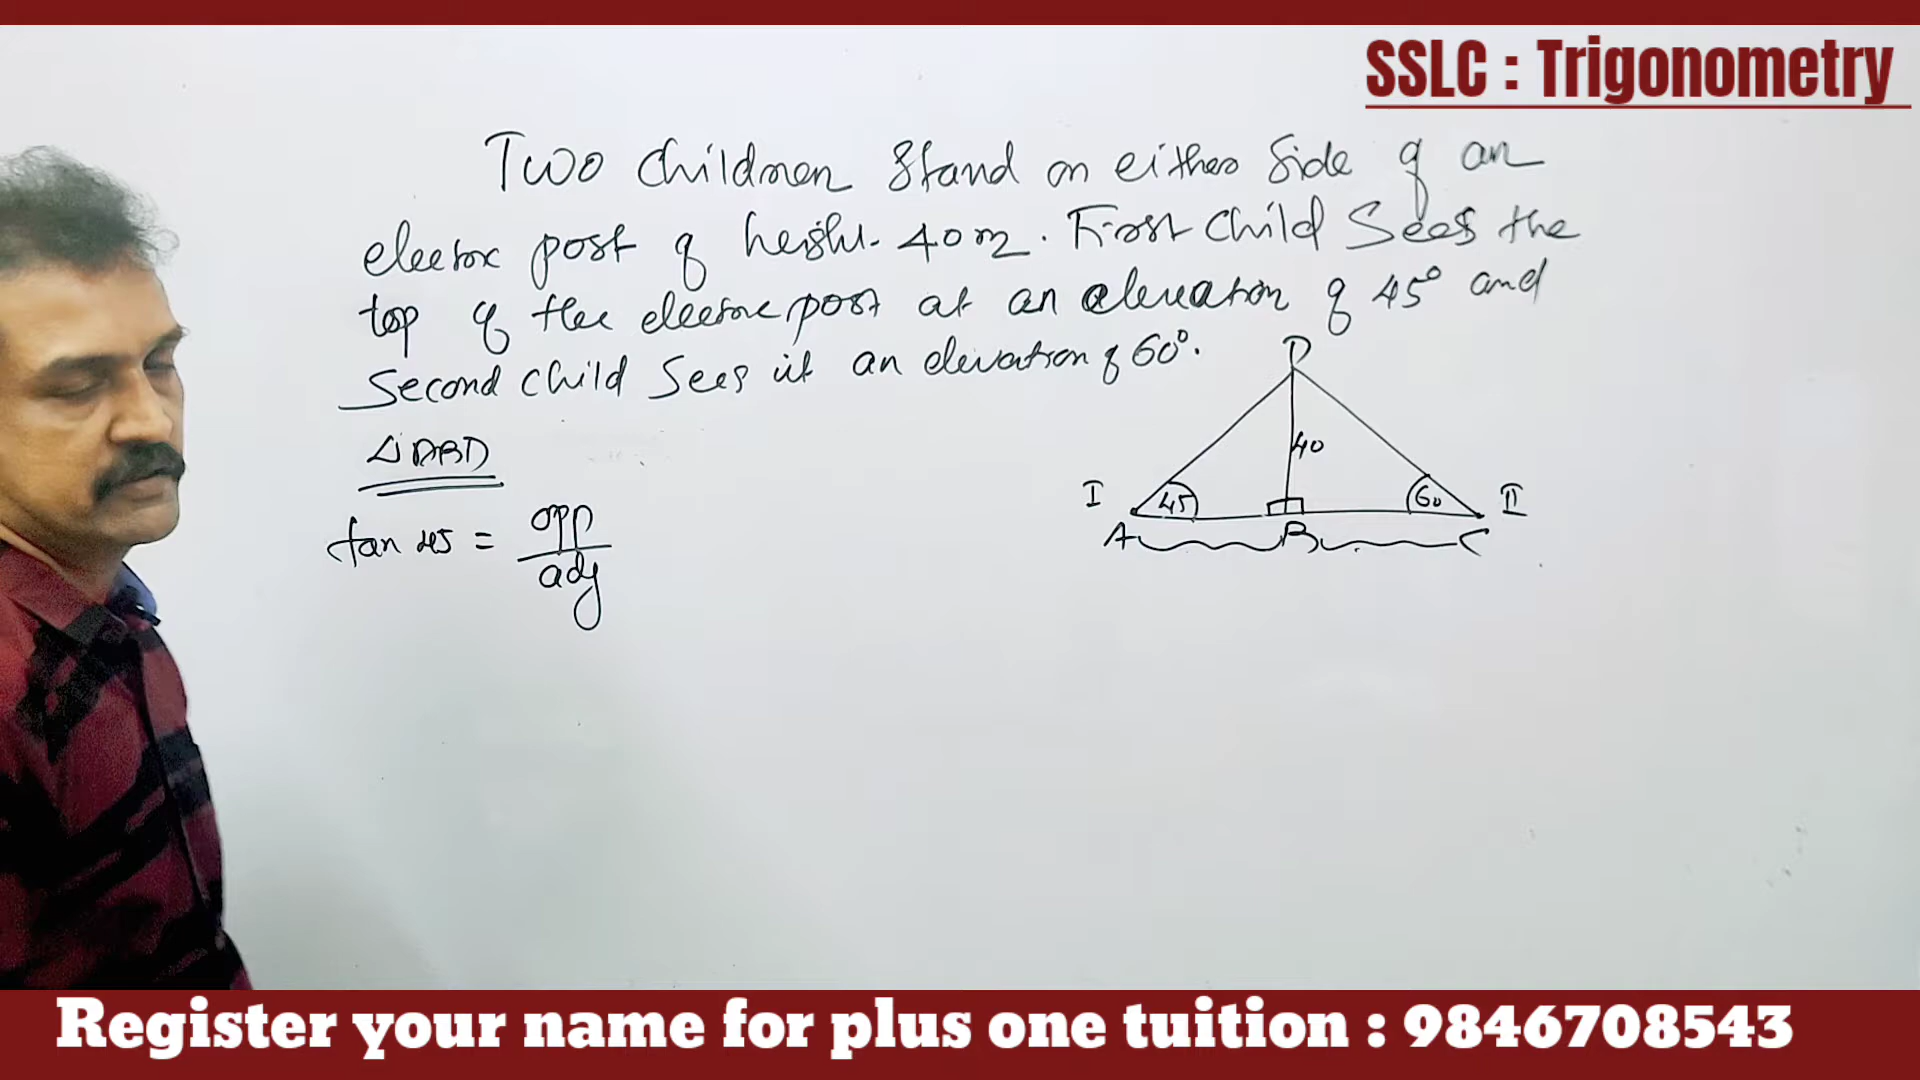 SSLC : Trigonometry
Two children stand on either side of an
electric post of height 40m. First child sees the
top of the electric post at an elevation of 45° and
second child sees it an elevation of 60°.
△ABD
tan 45 = opp
adj
D
40
I 45 60 II
A B C
Register your name for plus one tuition : 9846708543